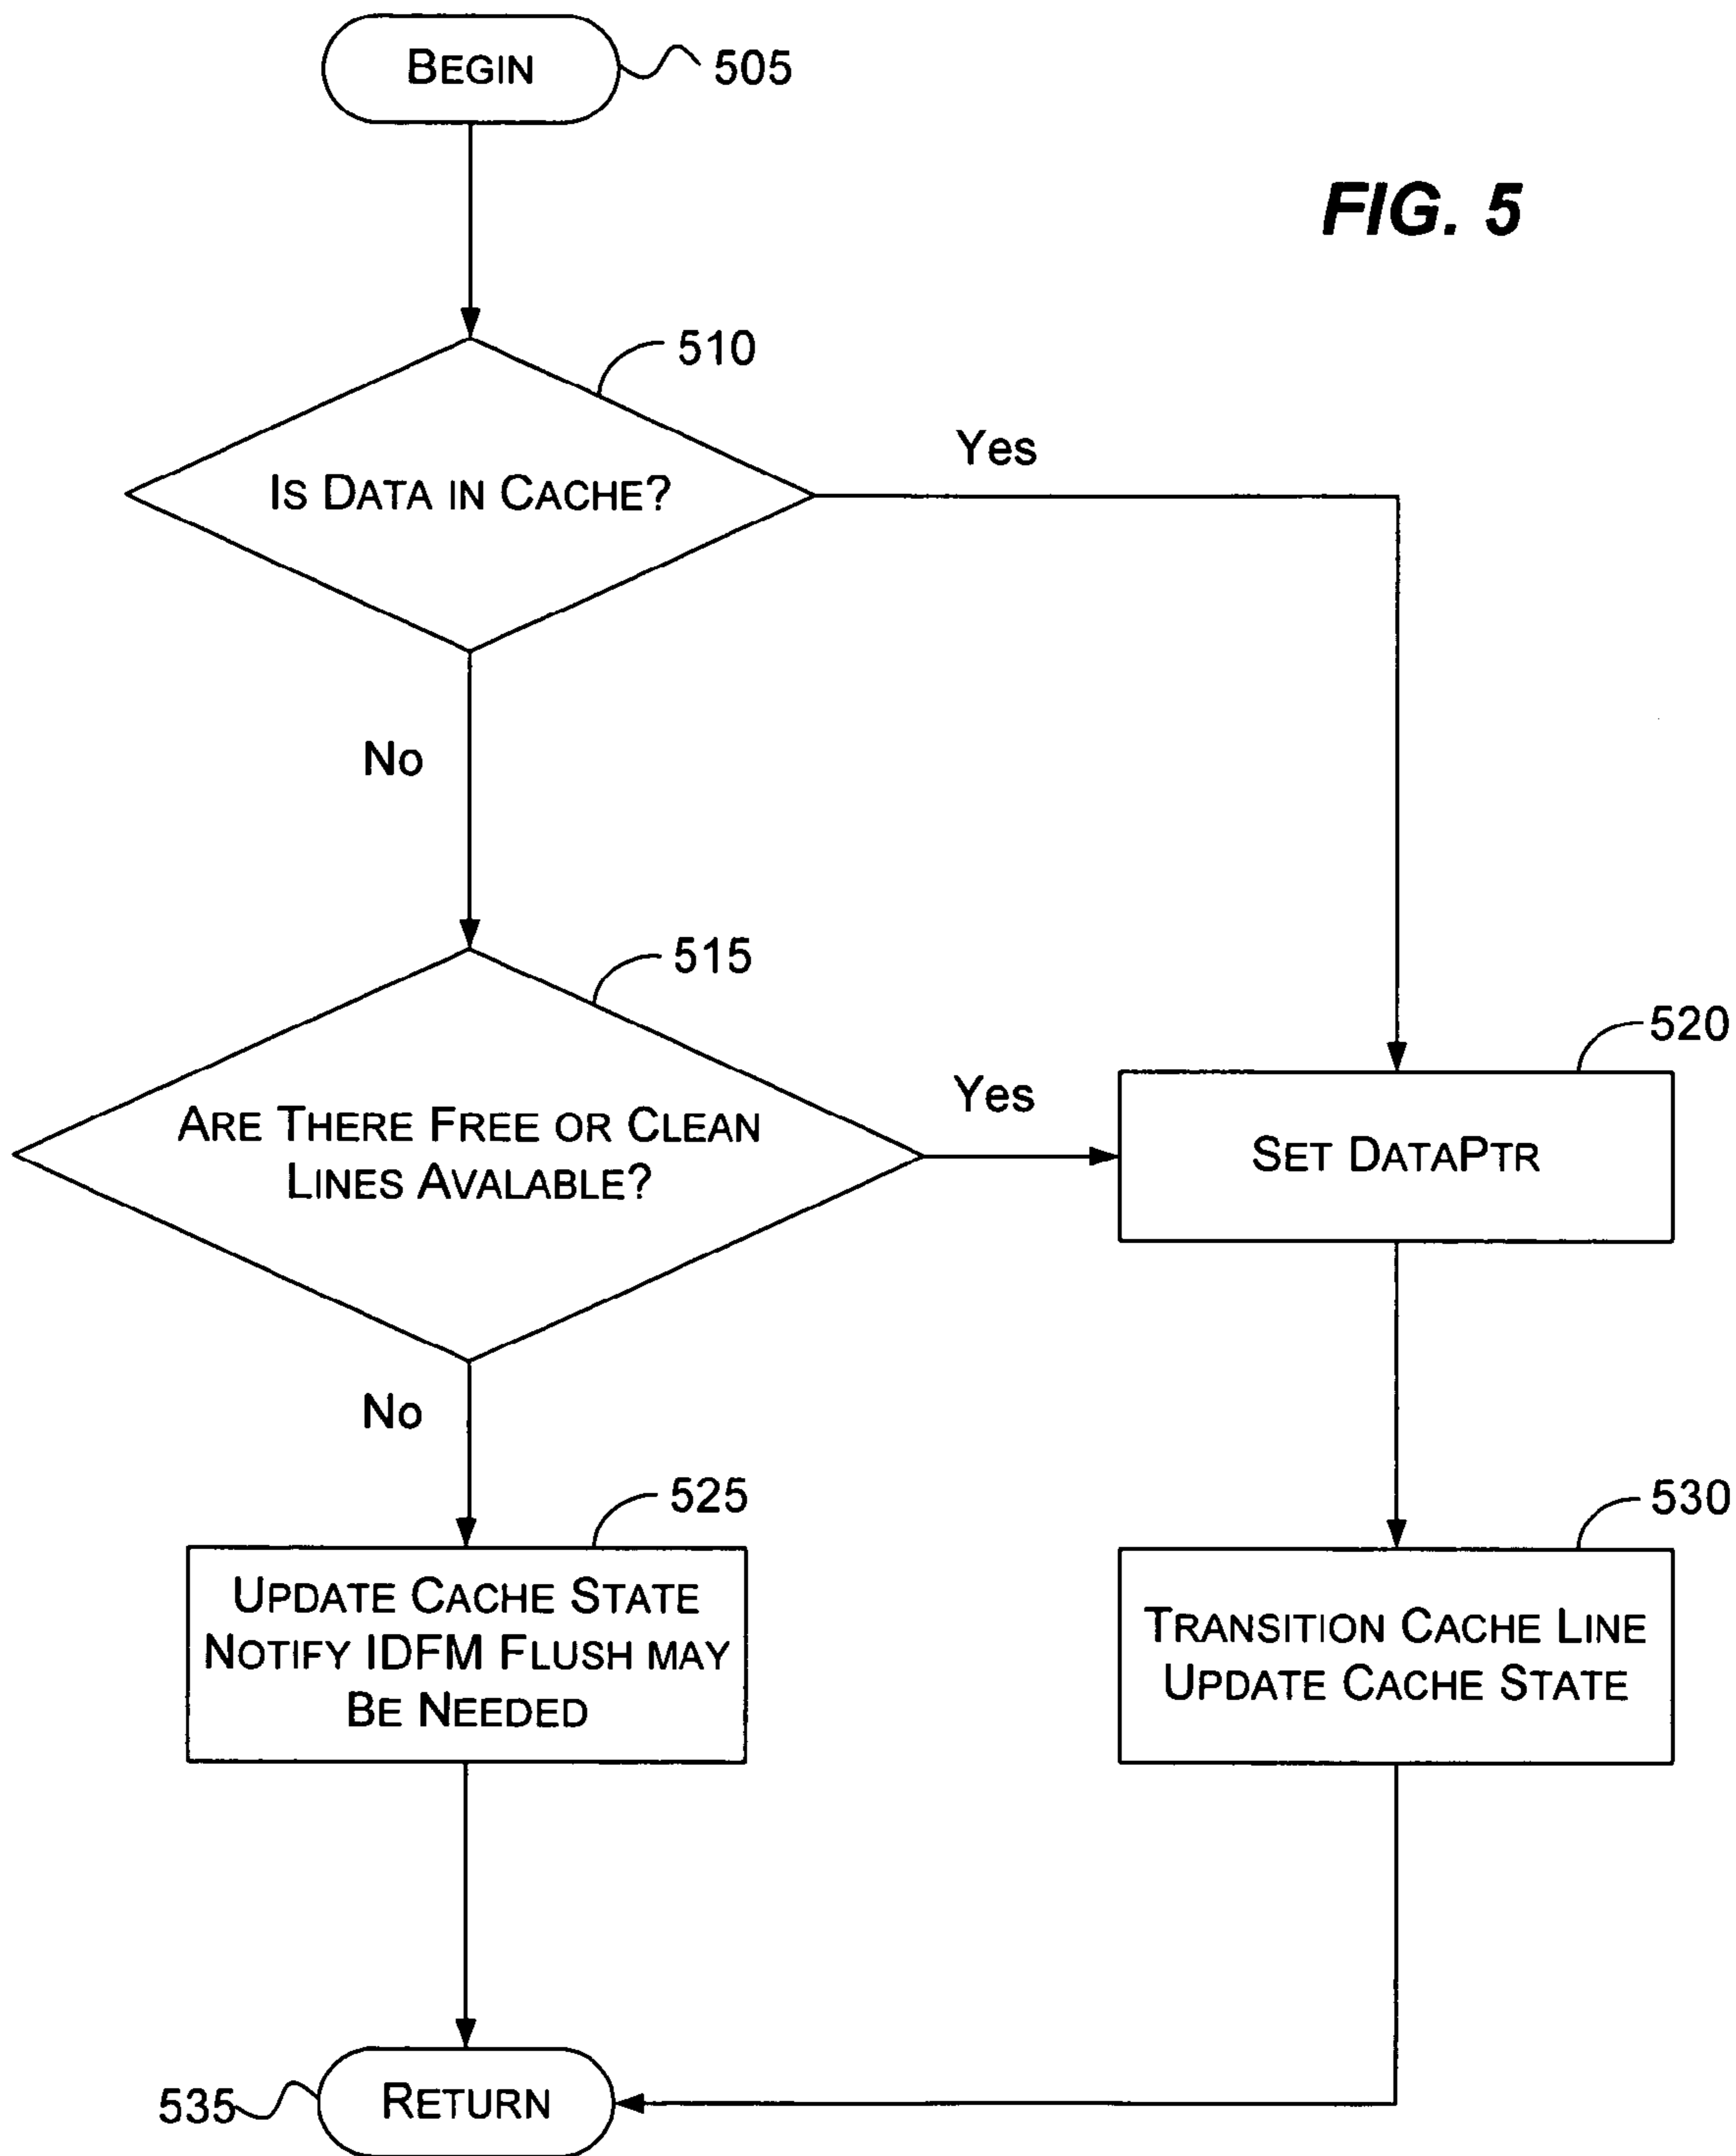 BEGIN
505
FIG. 5
510
IS DATA IN CACHE?
Yes
No
515
ARE THERE FREE OR CLEAN
LINES AVALABLE?
Yes
520
SET DATAPTR
No
525
UPDATE CACHE STATE
NOTIFY IDFM FLUSH MAY
BE NEEDED
530
TRANSITION CACHE LINE
UPDATE CACHE STATE
535
RETURN